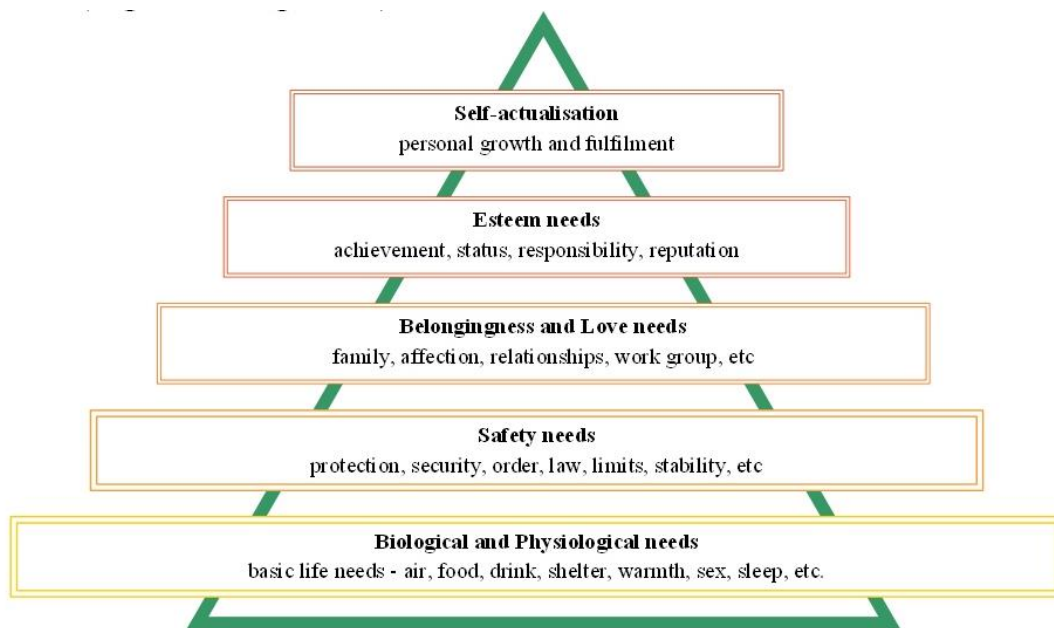 Self-actualisation
personal growth and fulfilment
Esteem needs
achievement, status, responsibility, reputation
Belongingness and Love needs
family, affection, relationships, work group, etc
Safety needs
protection, security, order, law, limits, stability, etc
Biological and Physiological needs
basic life needs - air, food, drink, shelter, warmth, sex, sleep, etc.